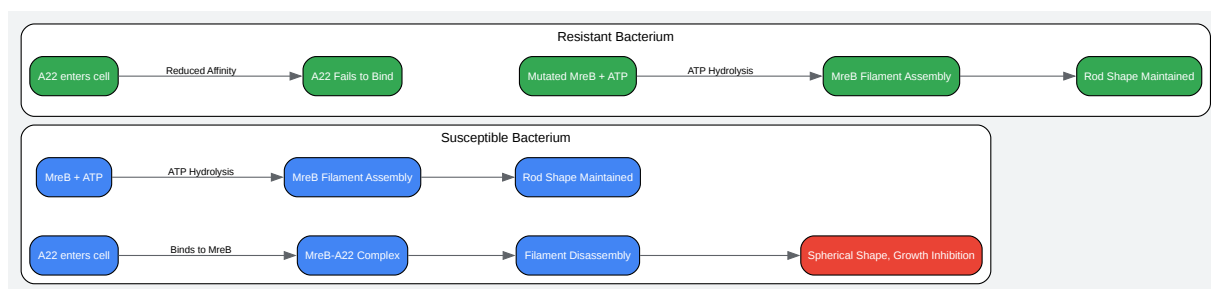 Resistant Bacterium
A22 enters cell
Reduced Affinity
A22 Fails to Bind
Mutated MreB + ATP
ATP Hydrolysis
MreB Filament Assembly
Rod Shape Maintained
Susceptible Bacterium
MreB + ATP
ATP Hydrolysis
MreB Filament Assembly
Rod Shape Maintained
A22 enters cell
Binds to MreB
MreB-A22 Complex
Filament Disassembly
Spherical Shape, Growth Inhibition